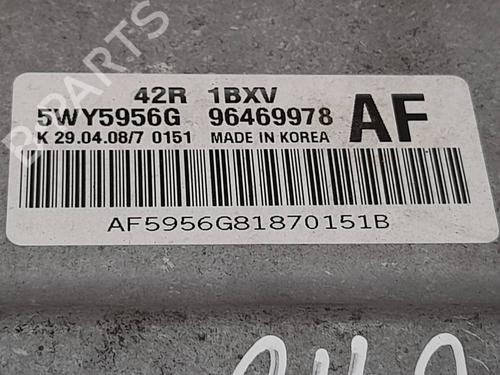 42R 1BXV
5WY5956G 96469978 AF
K 29.04.08/7 0151 MADE IN KOREA
AF5956G81870151B